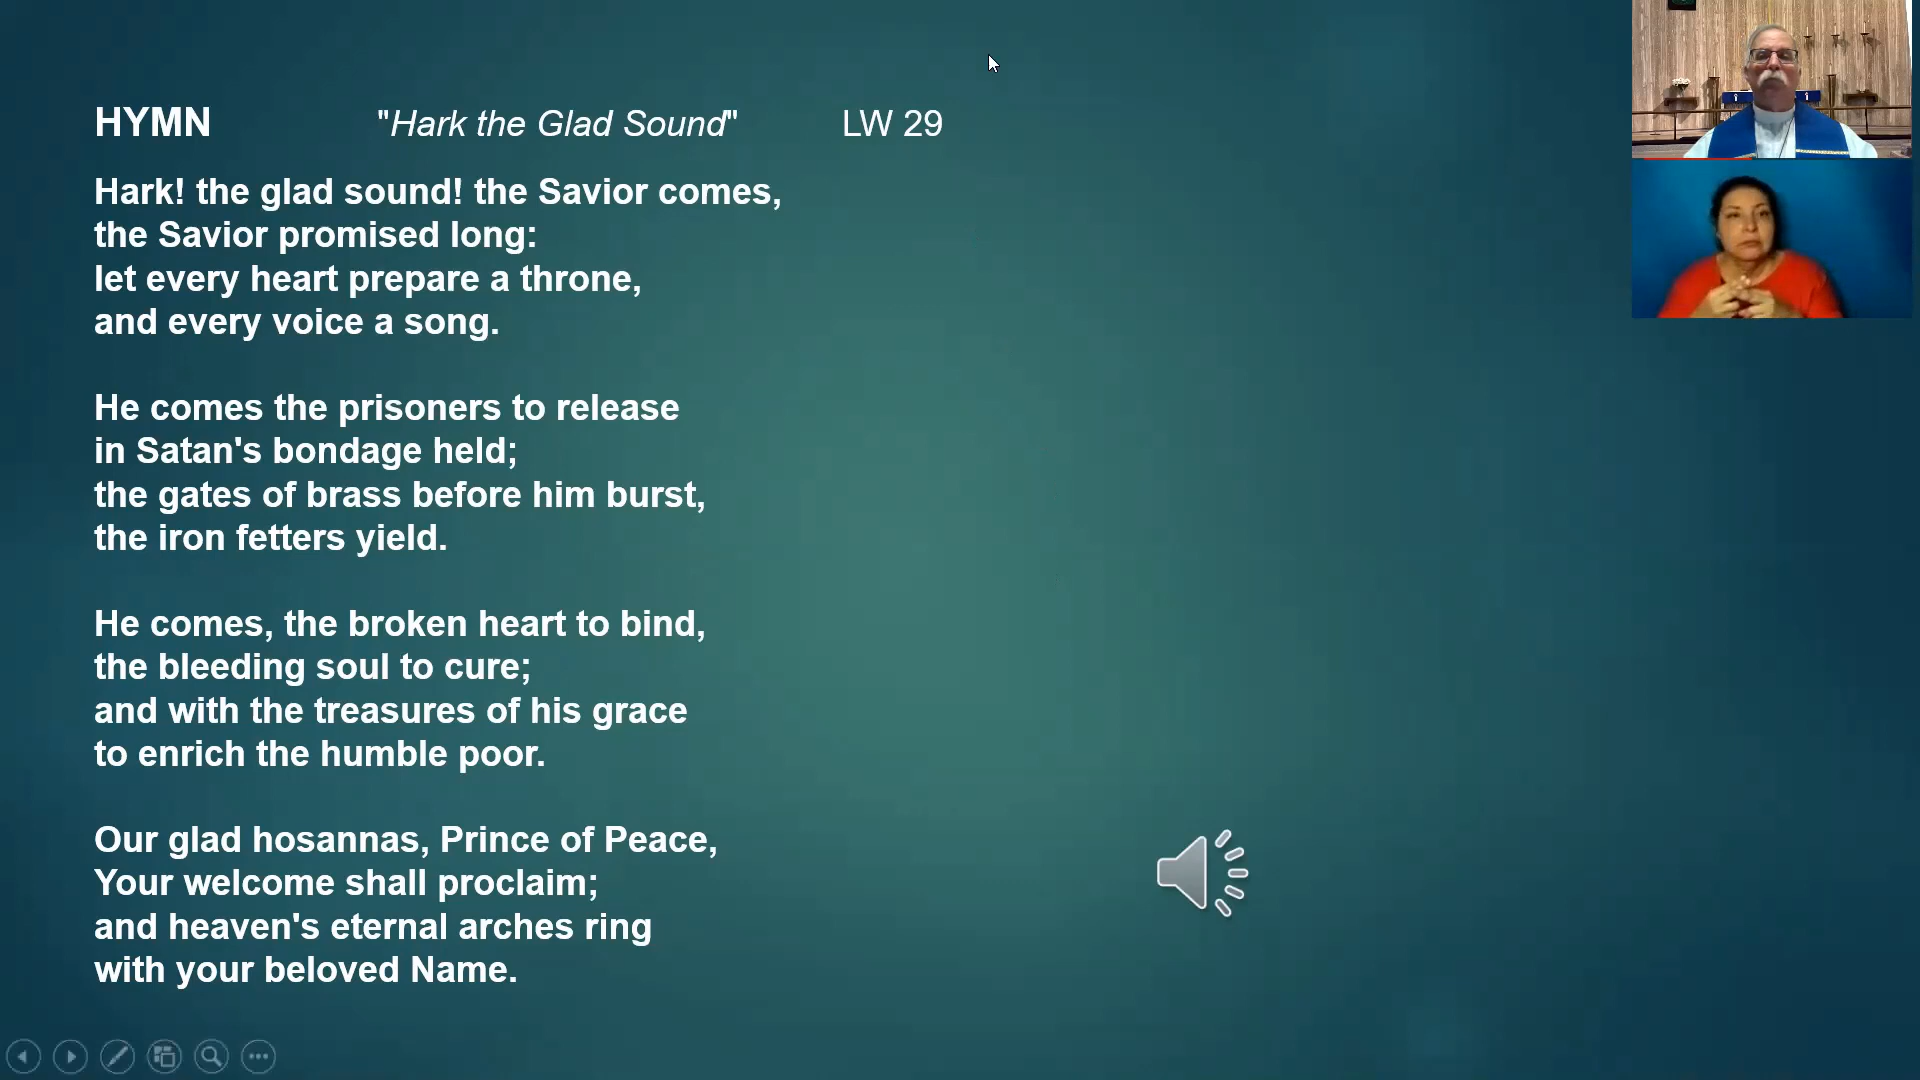 HYMN "Hark the Glad Sound" LW 29
Hark! the glad sound! the Savior comes,
the Savior promised long:
let every heart prepare a throne,
and every voice a song.
He comes the prisoners to release
in Satan's bondage held;
the gates of brass before him burst,
the iron fetters yield.
He comes, the broken heart to bind,
the bleeding soul to cure;
and with the treasures of his grace
to enrich the humble poor.
Our glad hosannas, Prince of Peace,
Your welcome shall proclaim;
and heaven's eternal arches ring
with your beloved Name.